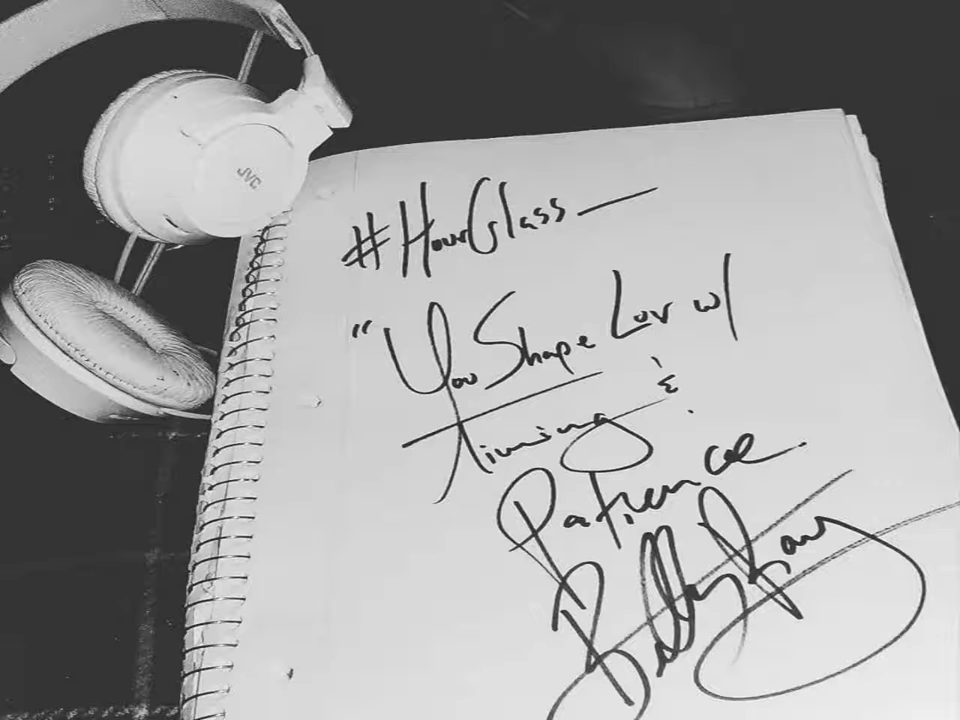 JVC
#HourGlass
"You Shape Luv w/
Timing &
Patience